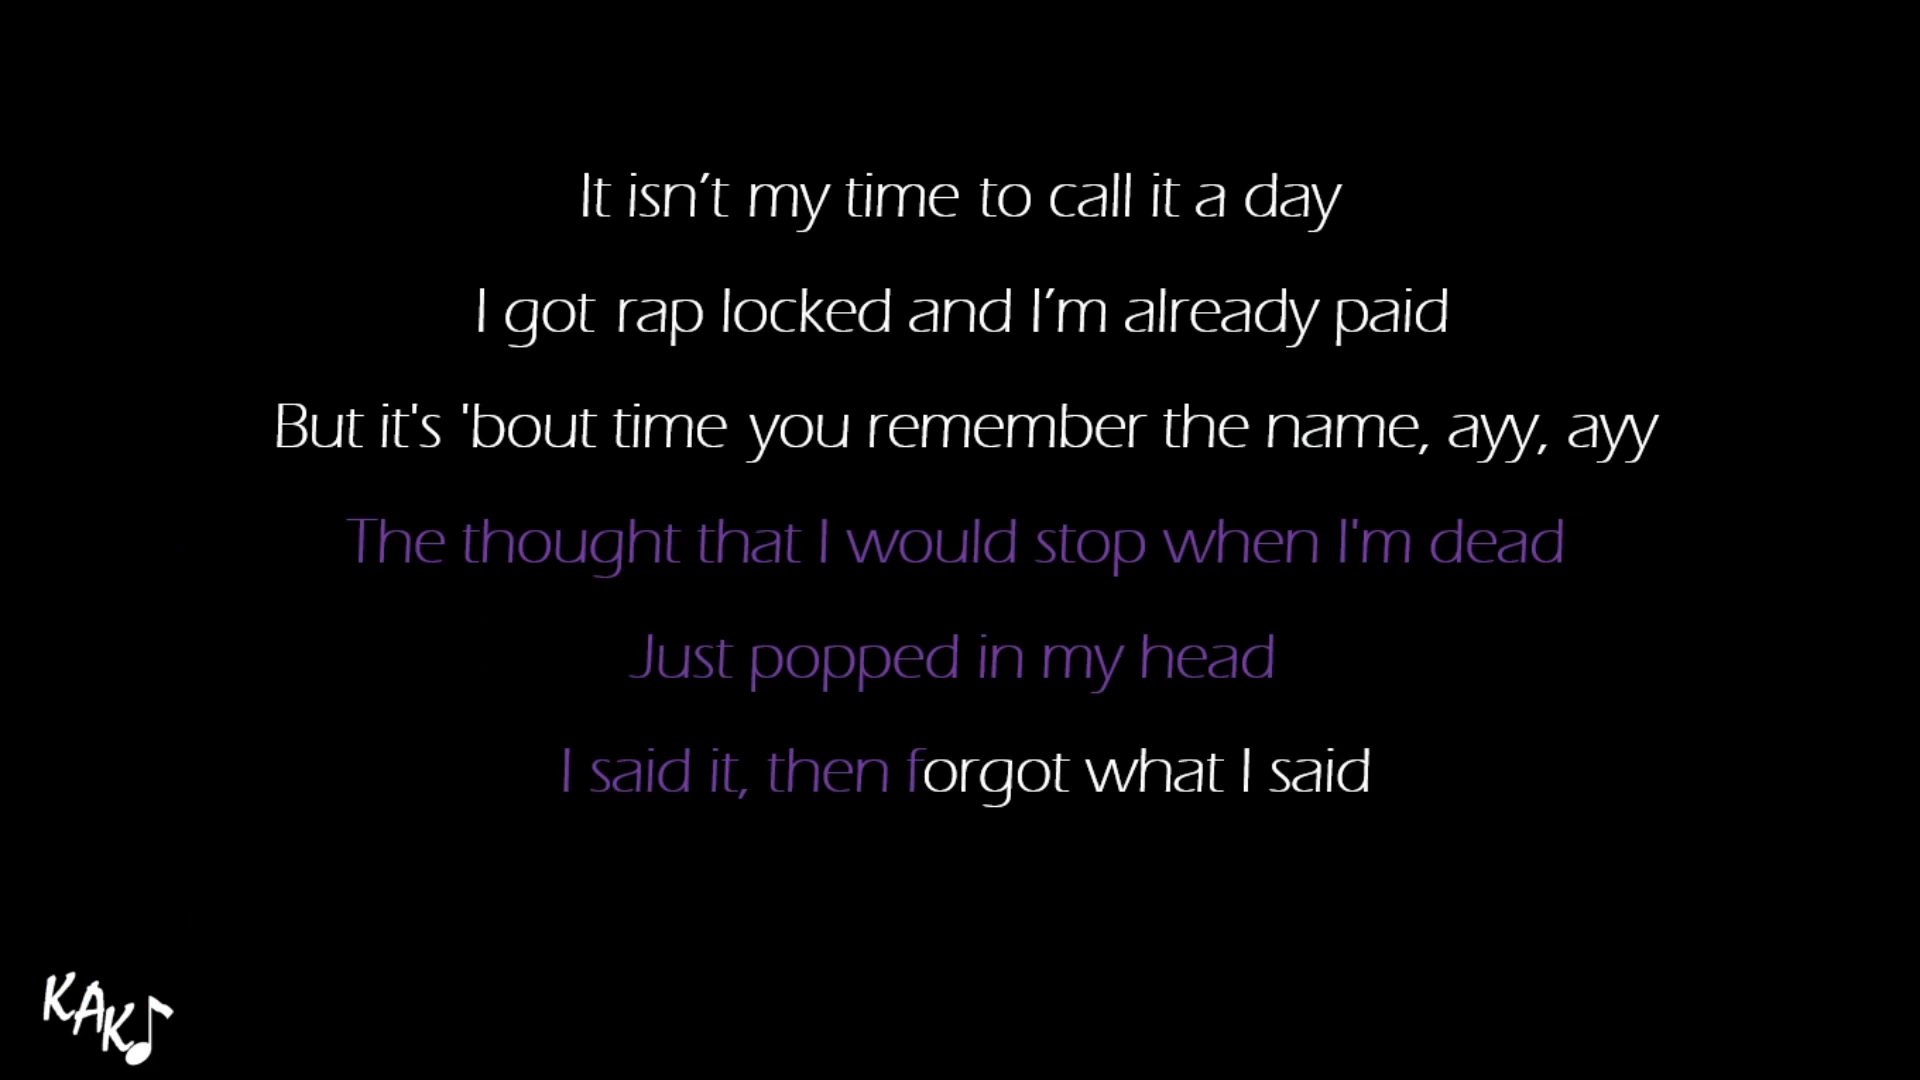 It isn’t my time to call it a day
I got rap locked and I’m already paid
But it's 'bout time you remember the name, ayy, ayy
The thought that I would stop when I'm dead
Just popped in my head
I said it, then forgot what I said
KAK